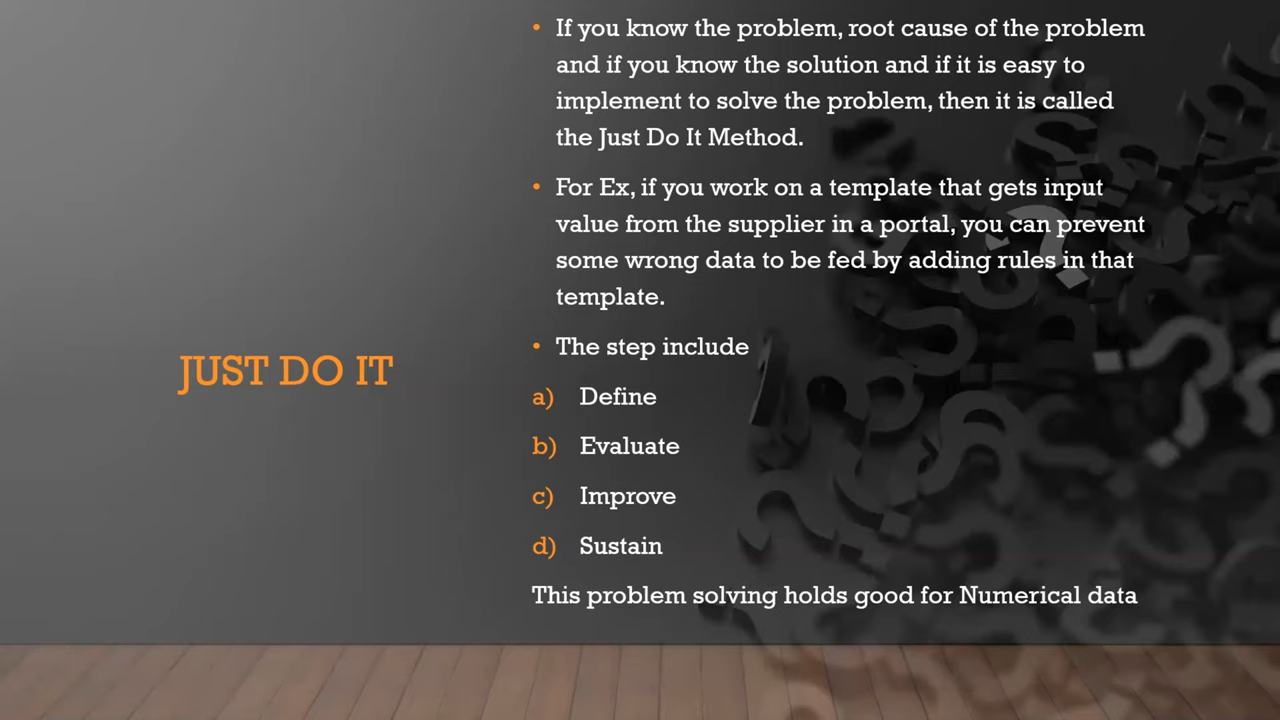 JUST DO IT
• If you know the problem, root cause of the problem
and if you know the solution and if it is easy to
implement to solve the problem, then it is called
the Just Do It Method.
• For Ex, if you work on a template that gets input
value from the supplier in a portal, you can prevent
some wrong data to be fed by adding rules in that
template.
• The step include
a) Define
b) Evaluate
c) Improve
d) Sustain
This problem solving holds good for Numerical data